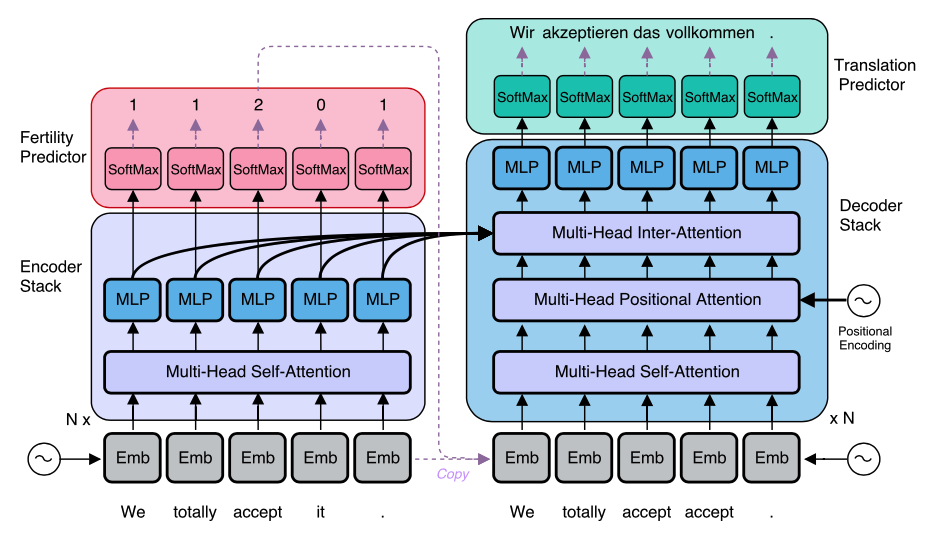 Wir akzeptieren das vollkommen .
Translation
Predictor
SoftMax SoftMax SoftMax SoftMax SoftMax
1 1 2 0 1
Fertility
Predictor
SoftMax SoftMax SoftMax SoftMax SoftMax
MLP MLP MLP MLP MLP
Decoder
Stack
Multi-Head Inter-Attention
Encoder
Stack
MLP MLP MLP MLP MLP
Multi-Head Positional Attention
Positional
Encoding
Multi-Head Self-Attention
Multi-Head Self-Attention
N x
x N
Emb Emb Emb Emb Emb
Copy
Emb Emb Emb Emb Emb
We totally accept it .
We totally accept accept .